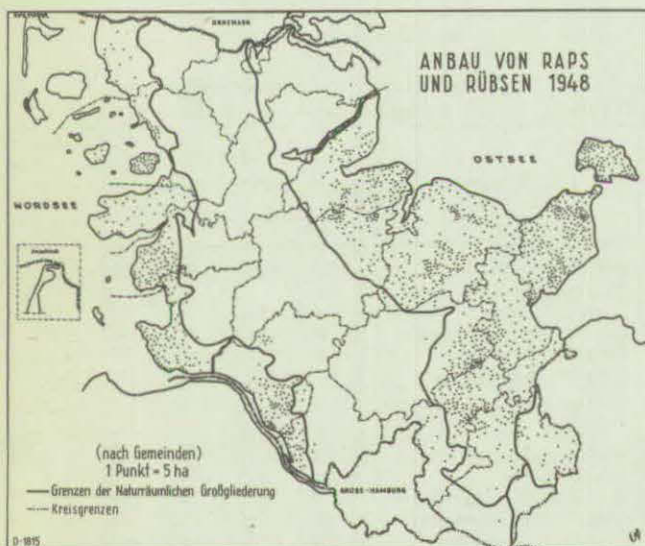 DÄNEMARK
ANBAU VON RAPS
UND RÜBSEN 1948
OSTSEE
NORDSEE
(nach Gemeinden)
1 Punkt = 5 ha
Grenzen der Naturräumlichen Großgliederung
Kreisgrenzen
GROSS-HAMBURG
D-1815